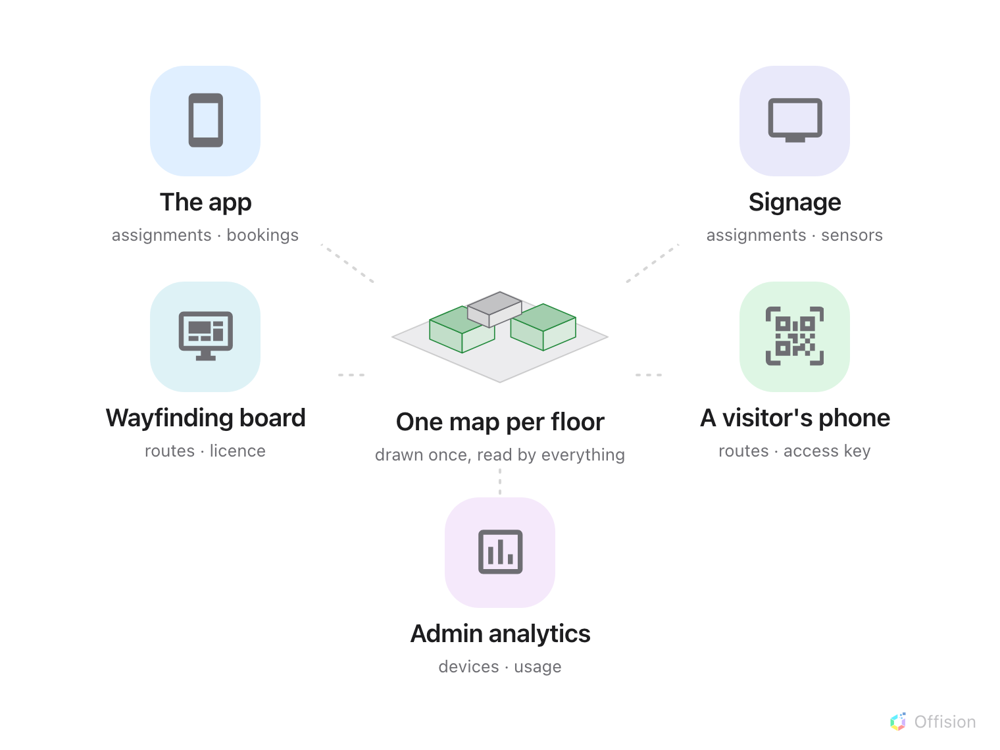 The app
assignments · bookings
Signage
assignments · sensors
Wayfinding board
routes · licence
One map per floor
drawn once, read by everything
A visitor's phone
routes · access key
Admin analytics
devices · usage
Offision